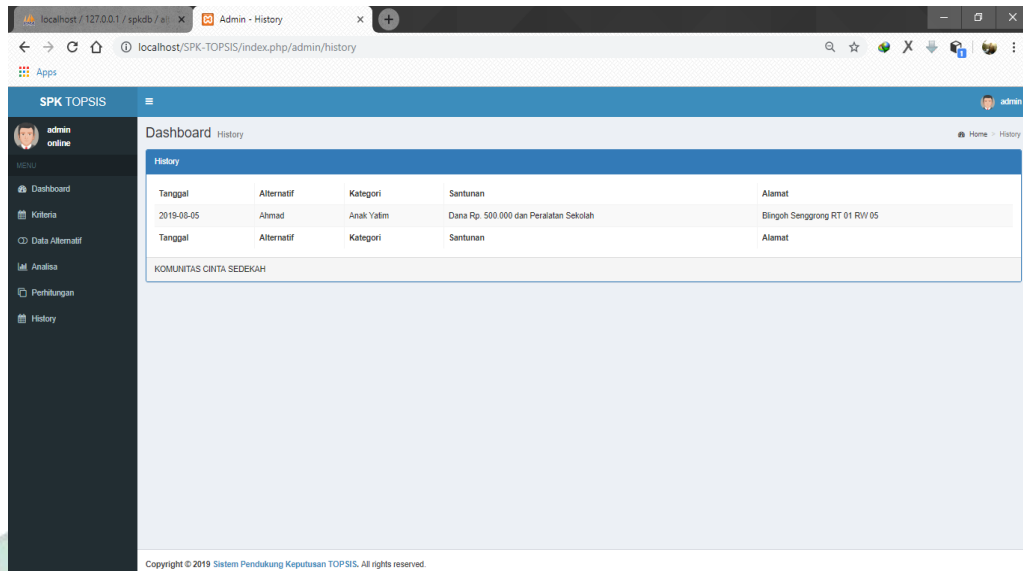 localhost / 127.0.0.1 / spkdb / al
Admin - History
localhost/SPK-TOPSIS/index.php/admin/history
Apps
SPK TOPSIS
admin
admin
online
Dashboard History
Home > History
MENU
Dashboard
Kriteria
Data Alternatif
Analisa
Perhitungan
History
History
Tanggal Alternatif Kategori Santunan Alamat
2019-08-05 Ahmad Anak Yatim Dana Rp. 500.000 dan Peralatan Sekolah Blingoh Senggrong RT 01 RW 05
Tanggal Alternatif Kategori Santunan Alamat
KOMUNITAS CINTA SEDEKAH
Copyright © 2019 Sistem Pendukung Keputusan TOPSIS. All rights reserved.